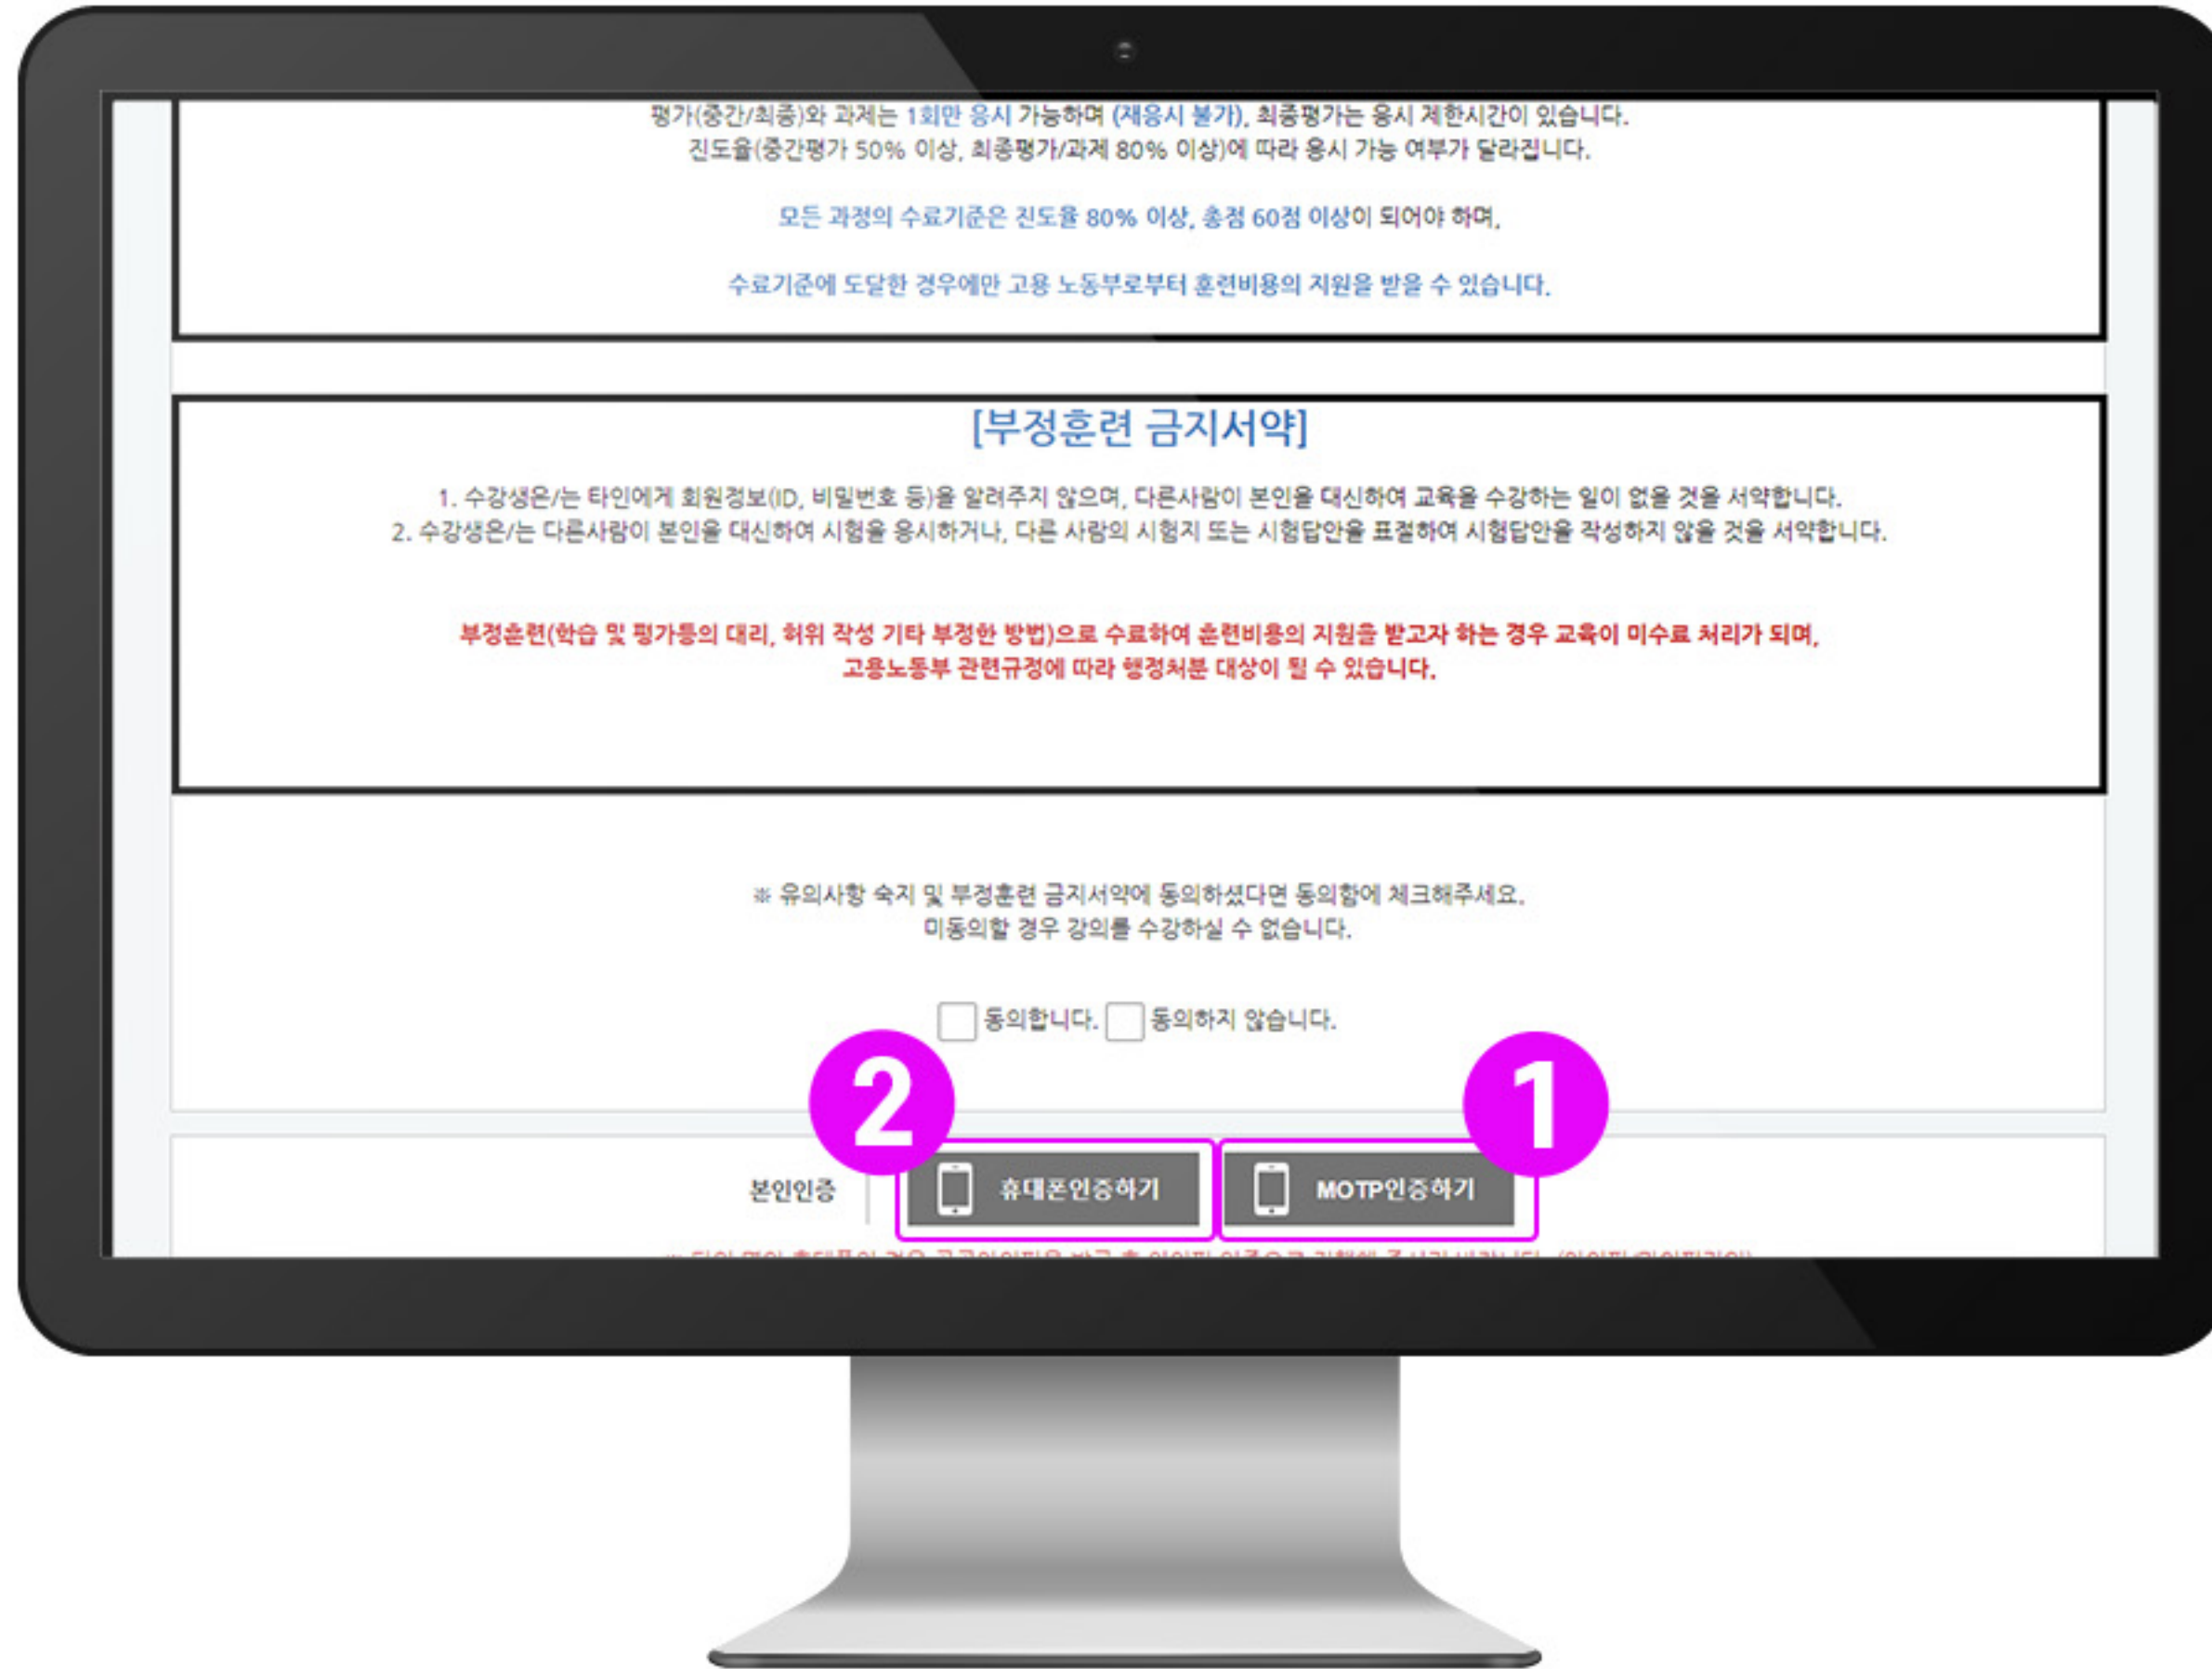 평가(중간/최종)와 과제는 1회만 응시 가능하며 (재응시 불가), 최종평가는 응시 제한시간이 있습니다.
진도율(중간평가 50% 이상, 최종평가/과제 80% 이상)에 따라 응시 가능 여부가 달라집니다.
모든 과정의 수료기준은 진도율 80% 이상, 총점 60점 이상이 되어야 하며,
수료기준에 도달한 경우에만 고용 노동부로부터 훈련비용의 지원을 받을 수 있습니다.
[부정훈련 금지서약]
1. 수강생은/는 타인에게 회원정보(ID, 비밀번호 등)을 알려주지 않으며, 다른사람이 본인을 대신하여 교육을 수강하는 일이 없을 것을 서약합니다.
2. 수강생은/는 다른사람이 본인을 대신하여 시험을 응시하거나, 다른 사람의 시험지 또는 시험답안을 표절하여 시험답안을 작성하지 않을 것을 서약합니다.
부정훈련(학습 및 평가등의 대리, 허위 작성 기타 부정한 방법)으로 수료하여 훈련비용의 지원을 받고자 하는 경우 교육이 미수료 처리가 되며,
고용노동부 관련규정에 따라 행정처분 대상이 될 수 있습니다.
※ 유의사항 숙지 및 부정훈련 금지서약에 동의하셨다면 동의함에 체크해주세요.
미동의할 경우 강의를 수강하실 수 없습니다.
동의합니다. 동의하지 않습니다.
2 1
본인인증 휴대폰인증하기 MOTP인증하기